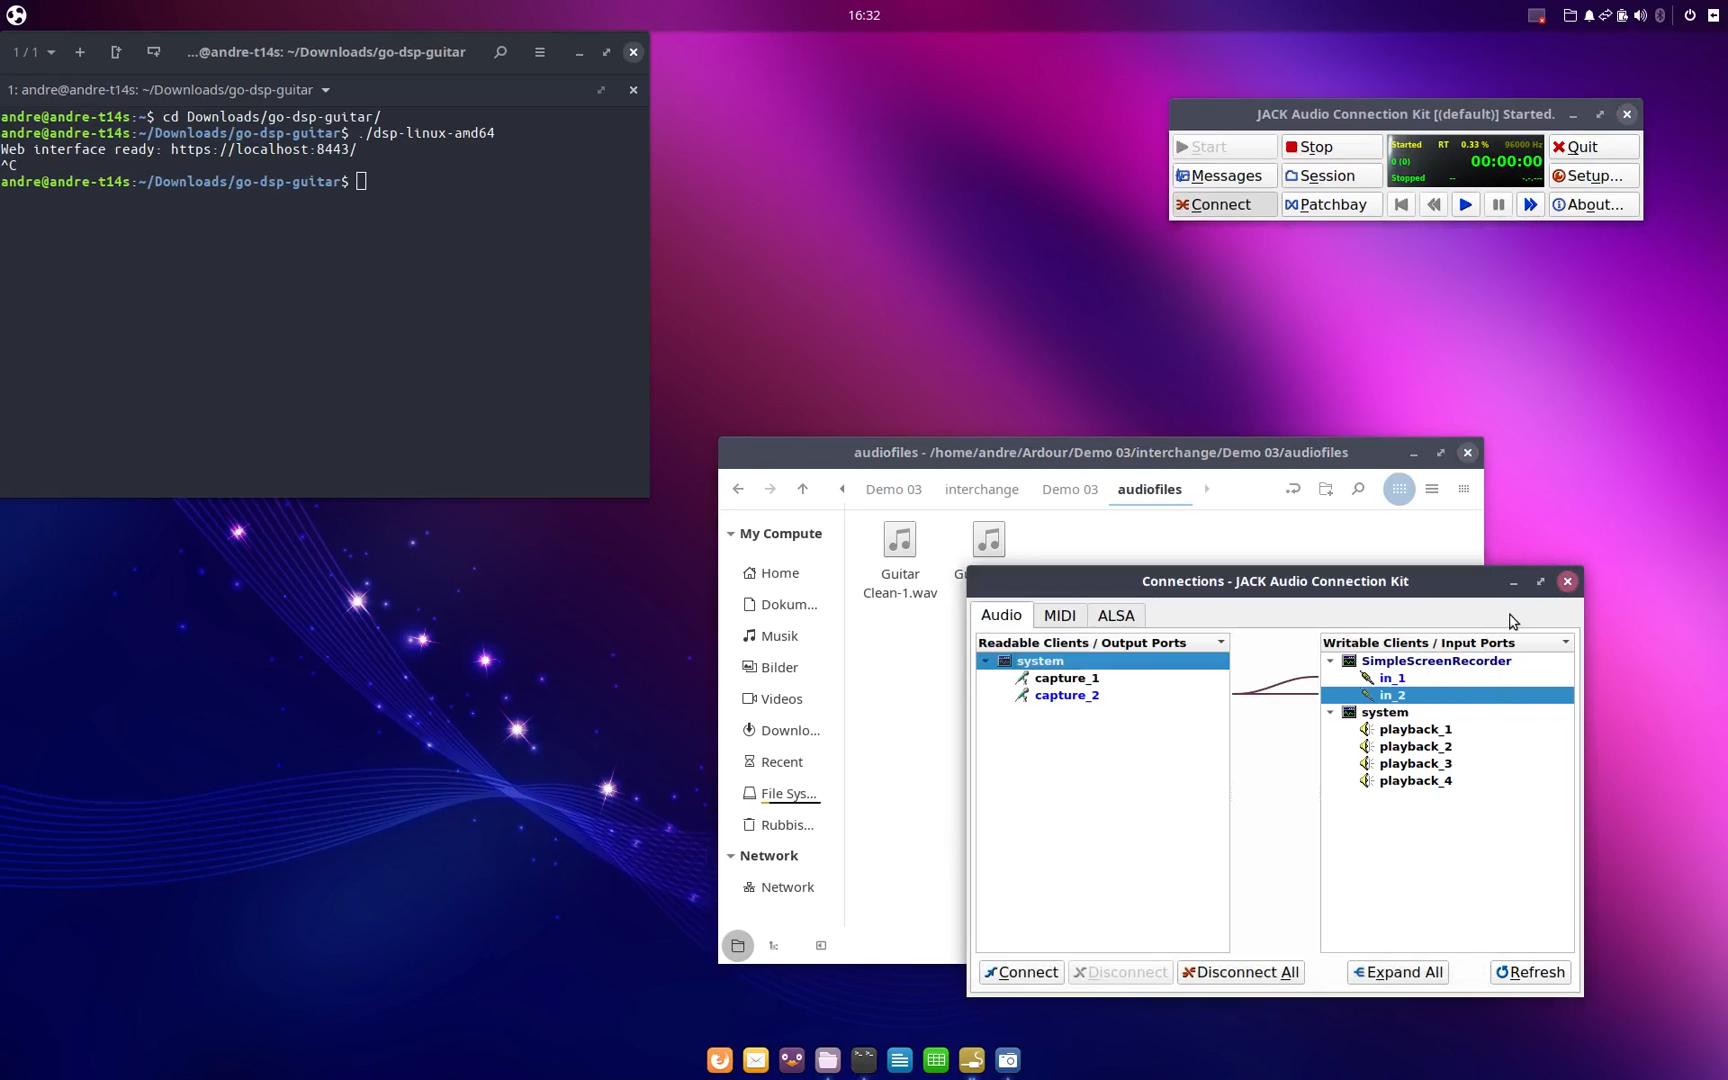 16:32
1 / 1
...@andre-t14s: ~/Downloads/go-dsp-guitar
1: andre@andre-t14s: ~/Downloads/go-dsp-guitar
andre@andre-t14s:~$ cd Downloads/go-dsp-guitar/
andre@andre-t14s:~/Downloads/go-dsp-guitar$ ./dsp-linux-amd64
Web interface ready: https://localhost:8443/
^C
andre@andre-t14s:~/Downloads/go-dsp-guitar$
JACK Audio Connection Kit [(default)] Started.
Start
Stop
Started RT 0.33 % 96000 Hz
0 (0) 00:00:00
Stopped -- -.-.---
Quit
Messages
Session
Setup...
Connect
Patchbay
About...
audiofiles - /home/andre/Ardour/Demo 03/interchange/Demo 03/audiofiles
Demo 03
interchange
Demo 03
audiofiles
My Compute
Home
Dokum...
Musik
Bilder
Videos
Downlo...
Recent
File Sys...
Rubbis...
Network
Network
Guitar
Clean-1.wav
Connections - JACK Audio Connection Kit
Audio
MIDI
ALSA
Readable Clients / Output Ports
system
capture_1
capture_2
Writable Clients / Input Ports
SimpleScreenRecorder
in_1
in_2
system
playback_1
playback_2
playback_3
playback_4
Connect
Disconnect
Disconnect All
Expand All
Refresh